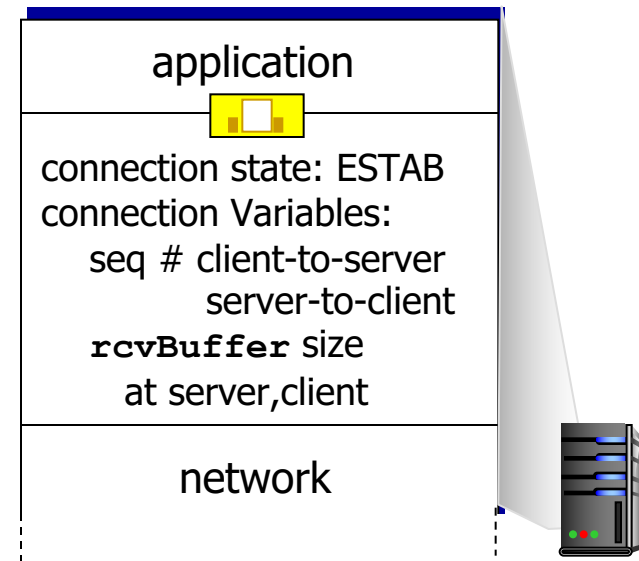 application
connection state: ESTAB
connection Variables:
seq # client-to-server
server-to-client
rcvBuffer size
at server,client
network